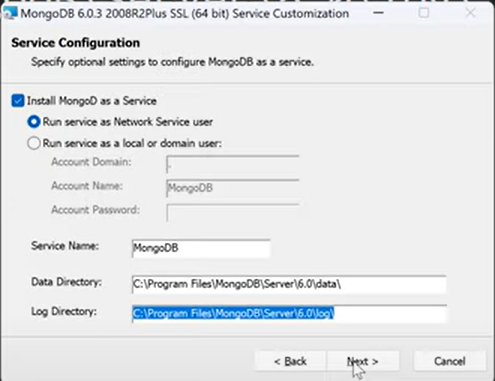 MongoDB 6.0.3 2008R2Plus SSL (64 bit) Service Customization
Service Configuration
Specify optional settings to configure MongoDB as a service.
Install MongoD as a Service
Run service as Network Service user
Run service as a local or domain user:
Account Domain: .
Account Name: MongoDB
Account Password:
Service Name: MongoDB
Data Directory: C:\Program Files\MongoDB\Server\6.0\data\
Log Directory: C:\Program Files\MongoDB\Server\6.0\log\
< Back Next > Cancel